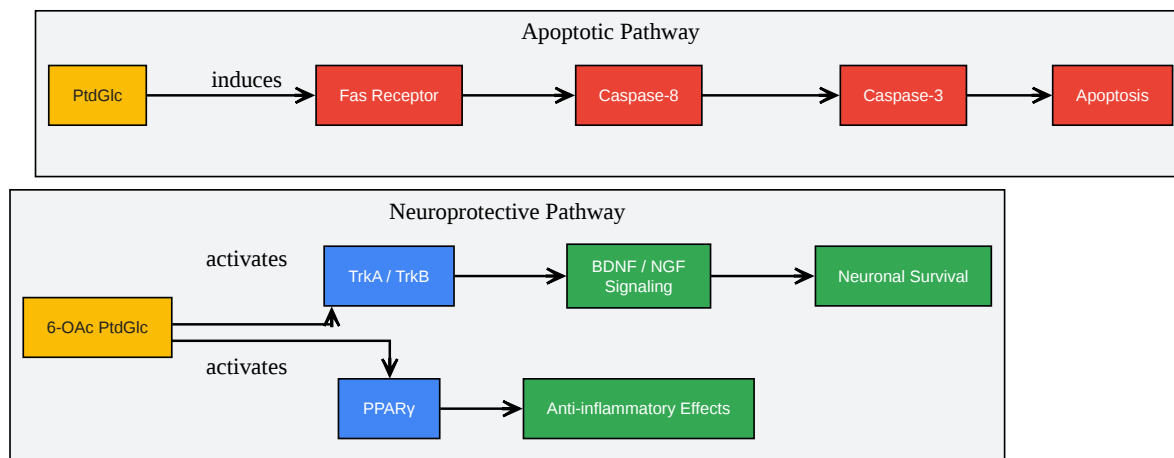 Apoptotic Pathway
PtdGlc
induces
Fas Receptor
Caspase-8
Caspase-3
Apoptosis
Neuroprotective Pathway
activates
TrkA / TrkB
BDNF / NGF
Signaling
Neuronal Survival
6-OAc PtdGlc
activates
PPARγ
Anti-inflammatory Effects